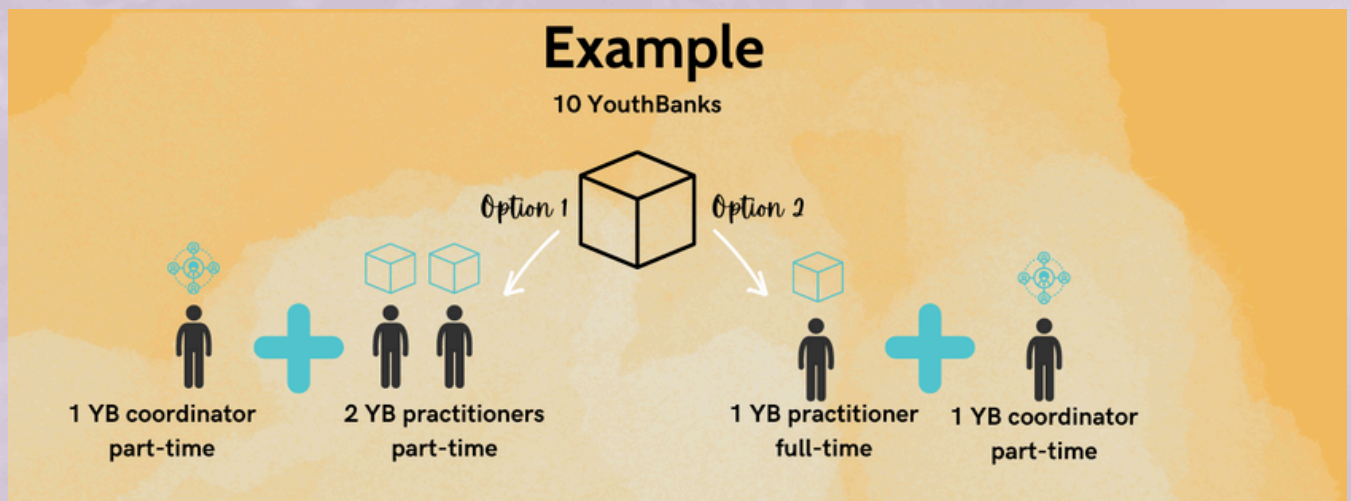 Example
10 YouthBanks
Option 1
Option 2
1 YB coordinator
part-time
2 YB practitioners
part-time
1 YB practitioner
full-time
1 YB coordinator
part-time